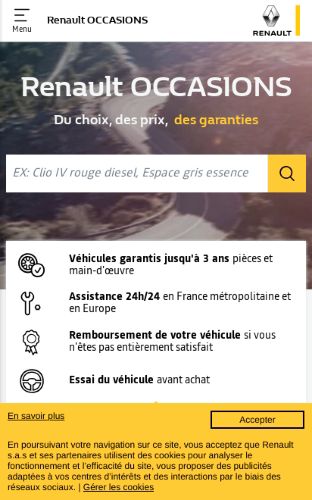 Menu
Renault OCCASIONS
RENAULT
Renault OCCASIONS
Du choix, des prix, des garanties
EX: Clio IV rouge diesel, Espace gris essence
Véhicules garantis jusqu'à 3 ans pièces et
main-d'œuvre
Assistance 24h/24 en France métropolitaine et
en Europe
Remboursement de votre véhicule si vous
n'êtes pas entièrement satisfait
Essai du véhicule avant achat
En savoir plus
Accepter
En poursuivant votre navigation sur ce site, vous acceptez que Renault
s.a.s et ses partenaires utilisent des cookies pour analyser le
fonctionnement et l'efficacité du site, vous proposer des publicités
adaptées à vos centres d'intérêts et des interactions par le biais des
réseaux sociaux. | Gérer les cookies